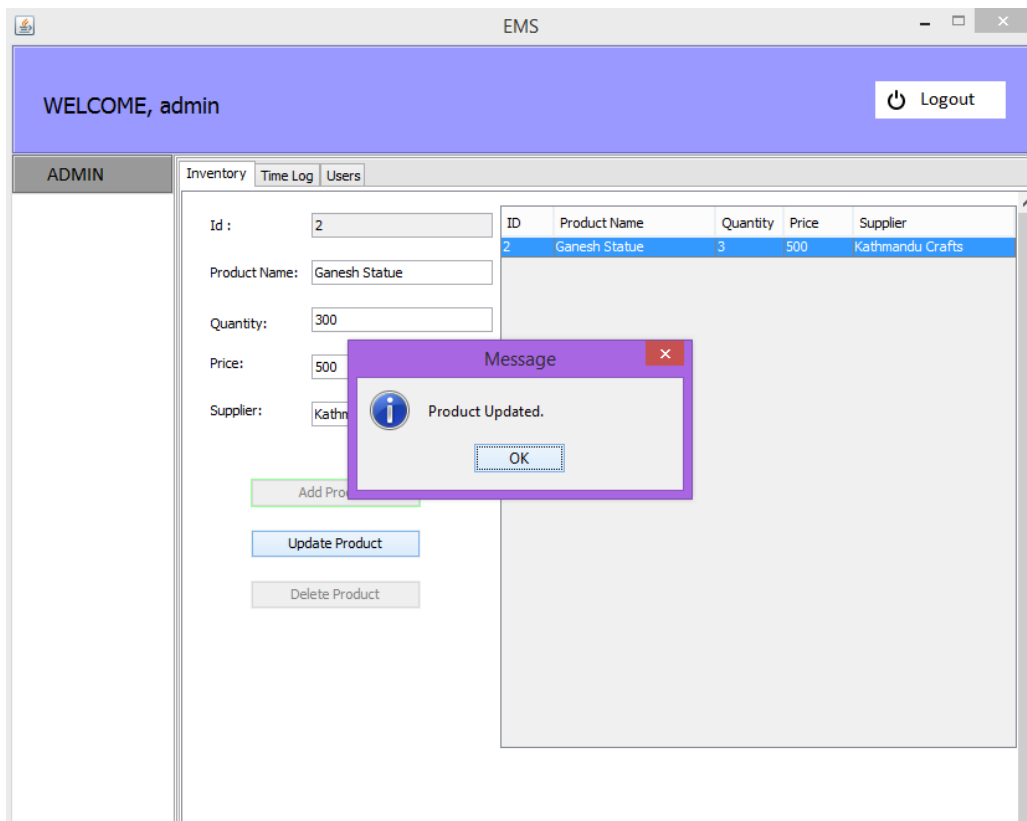 EMS
WELCOME, admin
Logout
ADMIN
Inventory Time Log Users
Id : 2
Product Name: Ganesh Statue
Quantity: 300
Price: 500
Supplier: Kathm
Add Pro
Update Product
Delete Product
ID Product Name Quantity Price Supplier
2 Ganesh Statue 3 500 Kathmandu Crafts
Message
Product Updated.
OK